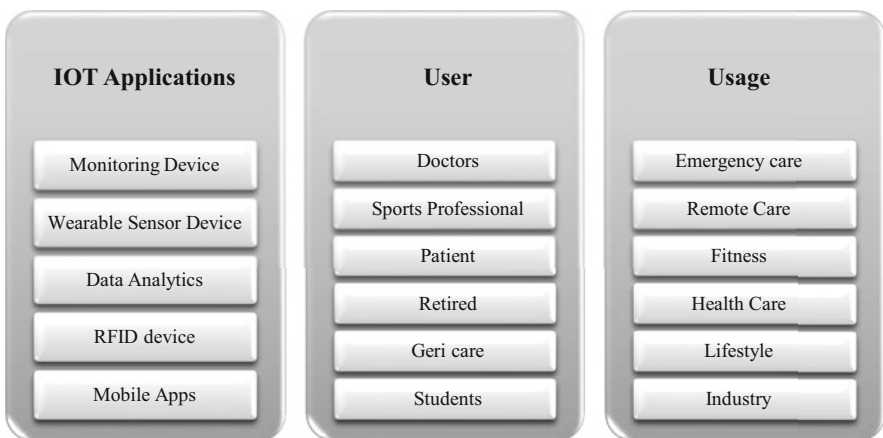 IOT Applications
Monitoring Device
Wearable Sensor Device
Data Analytics
RFID device
Mobile Apps
User
Doctors
Sports Professional
Patient
Retired
Geri care
Students
Usage
Emergency care
Remote Care
Fitness
Health Care
Lifestyle
Industry